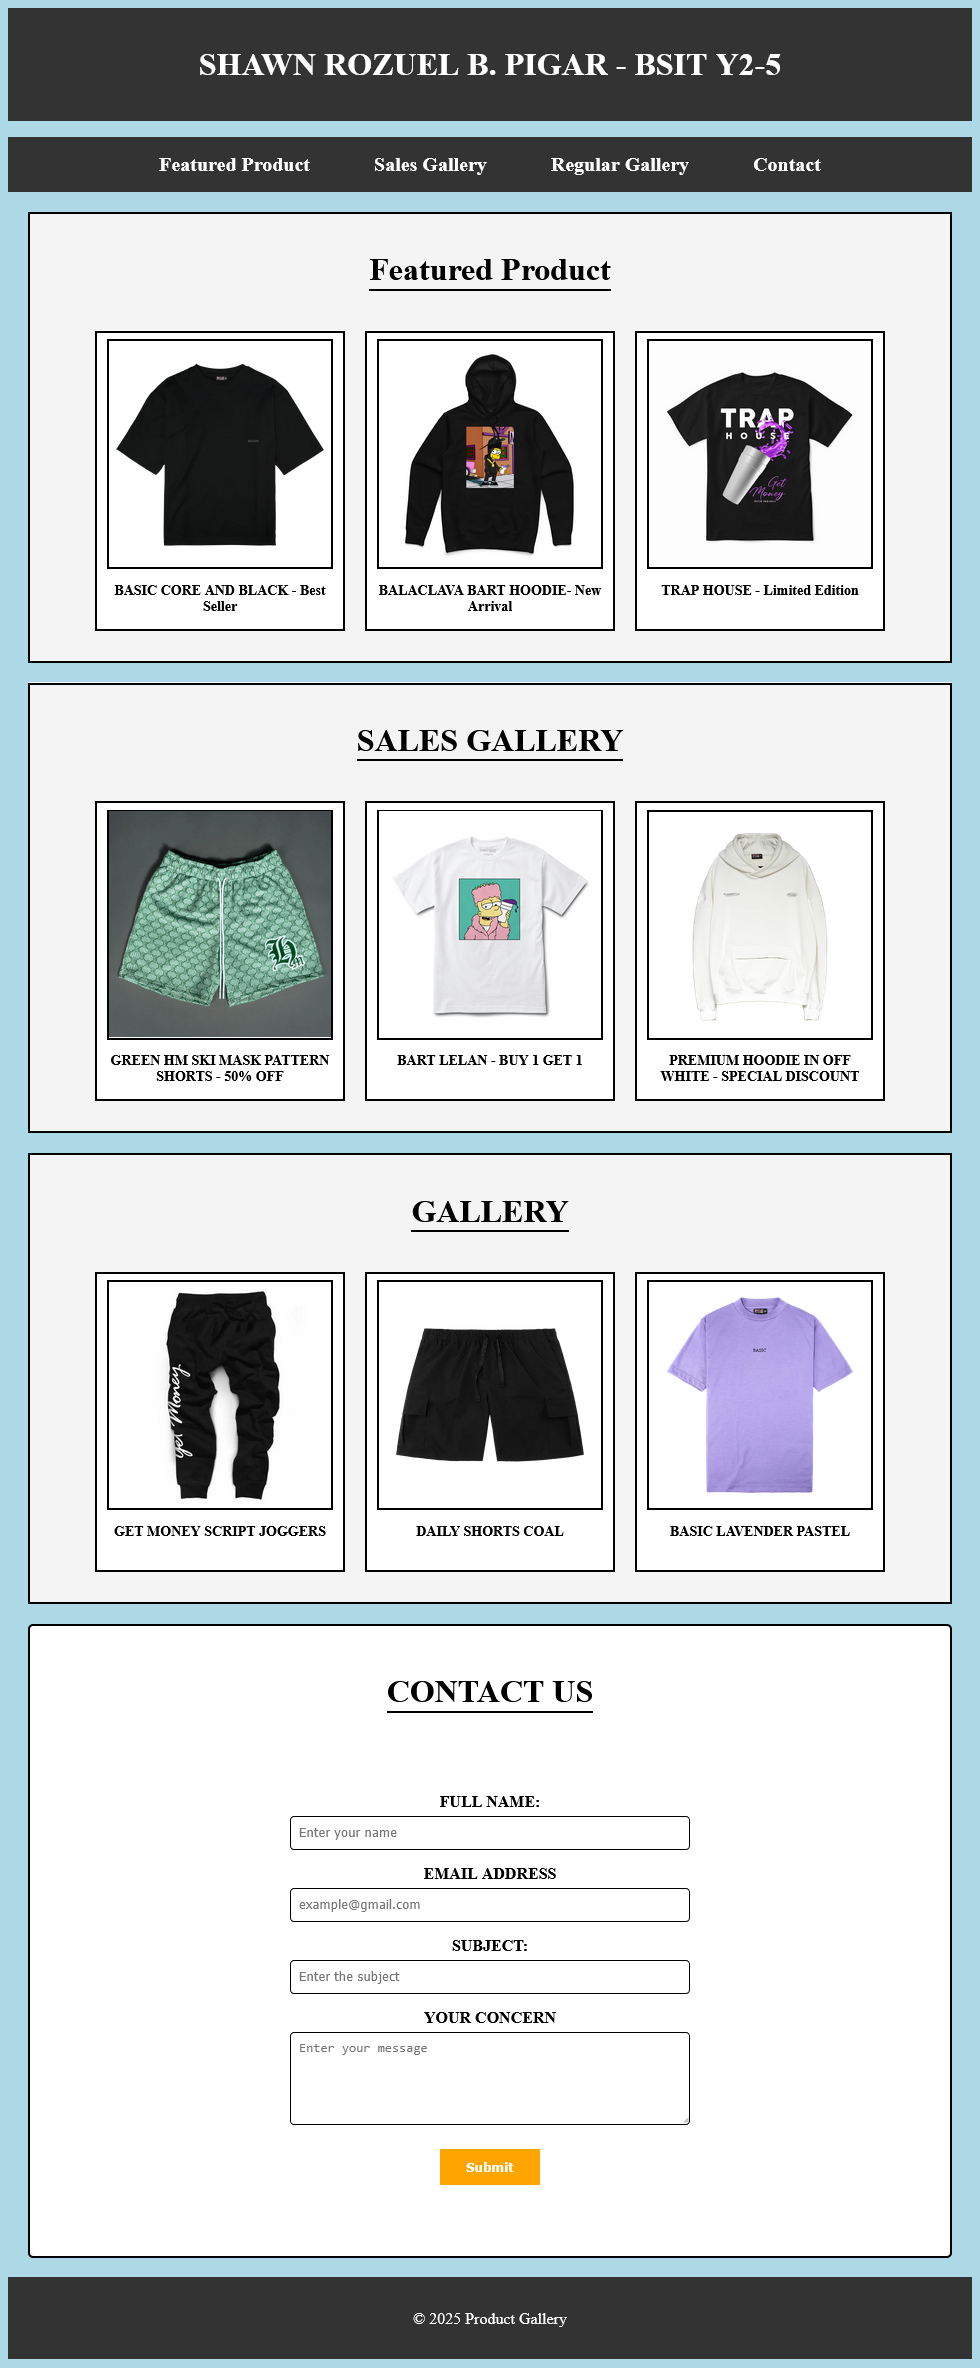 SHAWN ROZUEL B. PIGAR - BSIT Y2-5
Featured Product Sales Gallery Regular Gallery Contact
Featured Product
TRAP
HOUSE
Get
Money
BASIC CORE AND BLACK - Best
Seller
BALACLAVA BART HOODIE- New
Arrival
TRAP HOUSE - Limited Edition
SALES GALLERY
Hm
GREEN HM SKI MASK PATTERN
SHORTS - 50% OFF
BART LELAN - BUY 1 GET 1
PREMIUM HOODIE IN OFF
WHITE - SPECIAL DISCOUNT
GALLERY
Get Money
BASIC
GET MONEY SCRIPT JOGGERS
DAILY SHORTS COAL
BASIC LAVENDER PASTEL
CONTACT US
FULL NAME:
Enter your name
EMAIL ADDRESS
example@gmail.com
SUBJECT:
Enter the subject
YOUR CONCERN
Enter your message
Submit
© 2025 Product Gallery